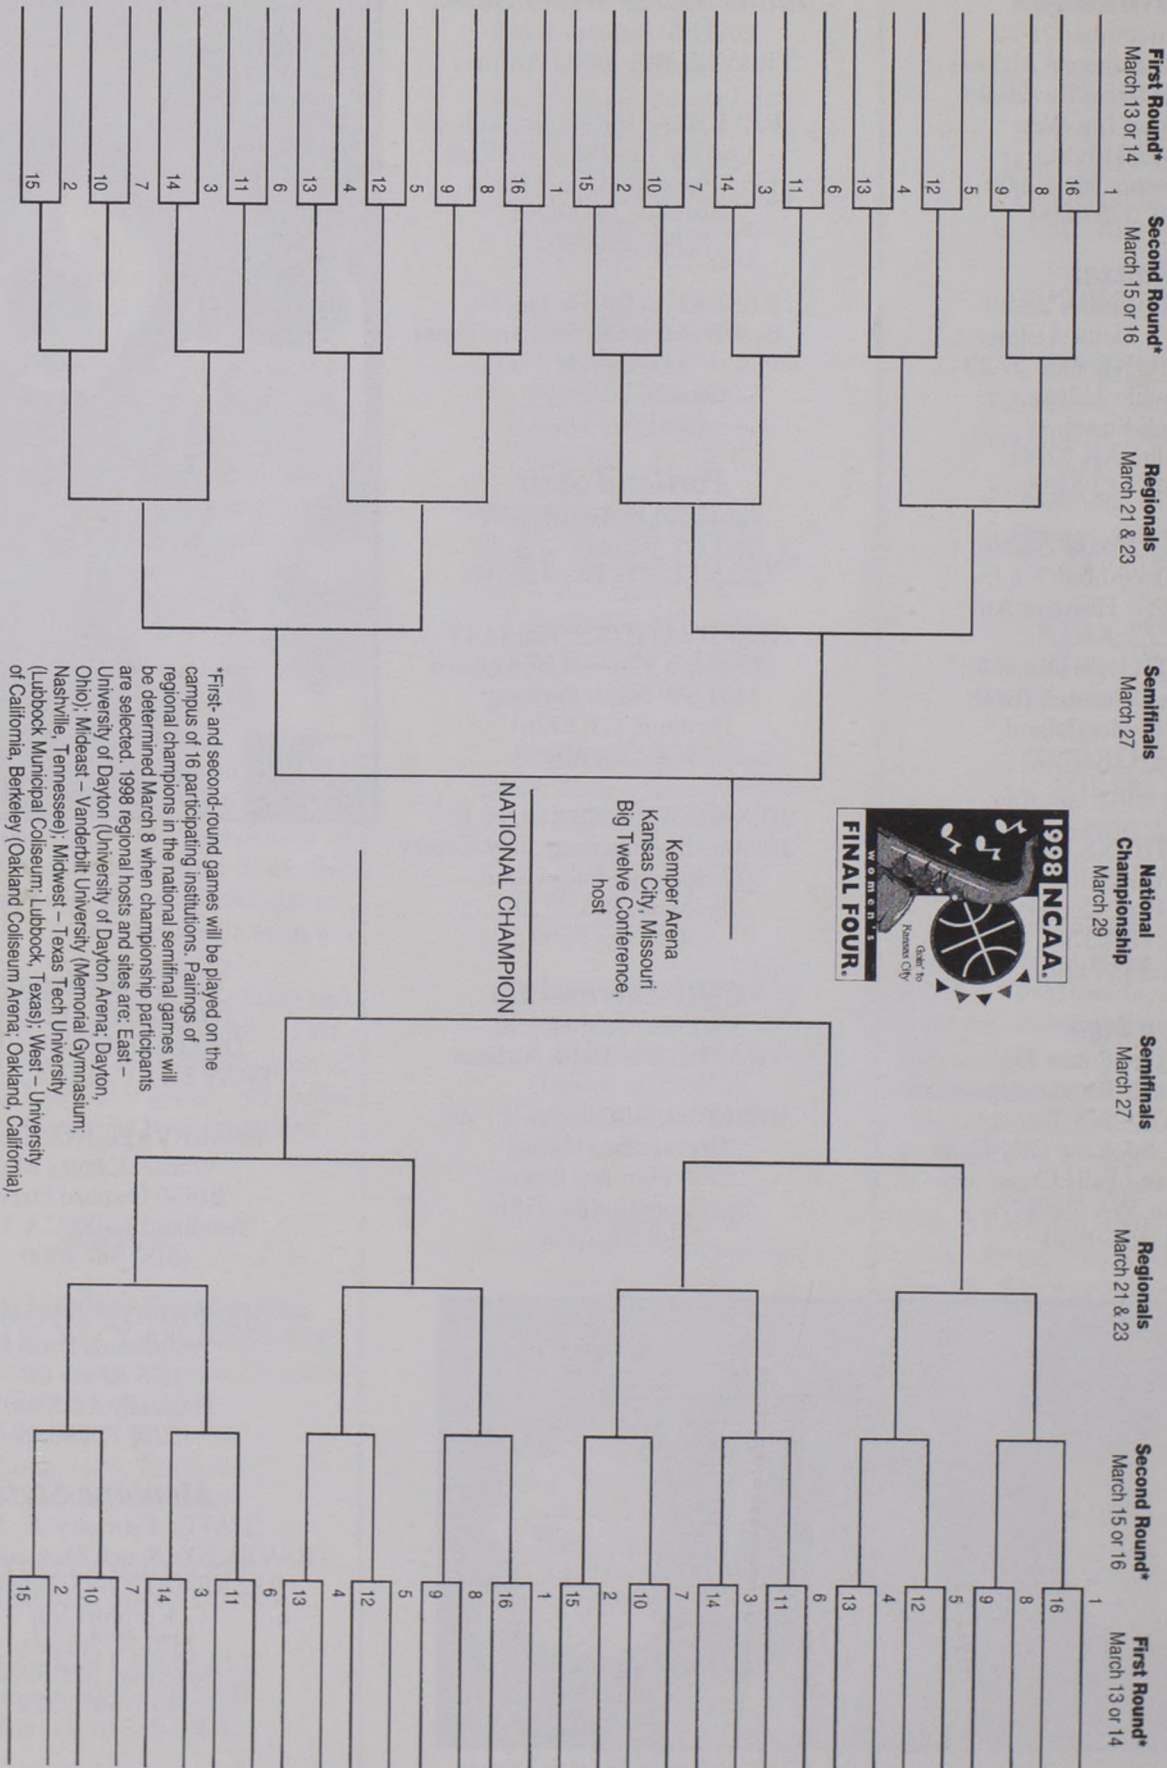 First Round*
March 13 or 14
Second Round*
March 15 or 16
Regionals
March 21 & 23
Semifinals
March 27
National
Championship
March 29
Semifinals
March 27
Regionals
March 21 & 23
Second Round*
March 15 or 16
First Round*
March 13 or 14
1
16
8
9
5
12
4
13
6
11
3
14
7
10
2
15
1
16
8
9
5
12
4
13
6
11
3
14
7
10
2
15
1998 NCAA®
Goin' to
Kansas City
women's
FINAL FOUR®
Kemper Arena
Kansas City, Missouri
Big Twelve Conference,
host
NATIONAL CHAMPION
*First- and second-round games will be played on the
campus of 16 participating institutions. Pairings of
regional champions in the national semifinal games will
be determined March 8 when championship participants
are selected. 1998 regional hosts and sites are: East –
University of Dayton (University of Dayton Arena; Dayton,
Ohio); Mideast – Vanderbilt University (Memorial Gymnasium;
Nashville, Tennessee); Midwest – Texas Tech University
(Lubbock Municipal Coliseum; Lubbock, Texas); West – University
of California, Berkeley (Oakland Coliseum Arena; Oakland, California).
1
16
8
9
5
12
4
13
6
11
3
14
7
10
2
15
1
16
8
9
5
12
4
13
6
11
3
14
7
10
2
15